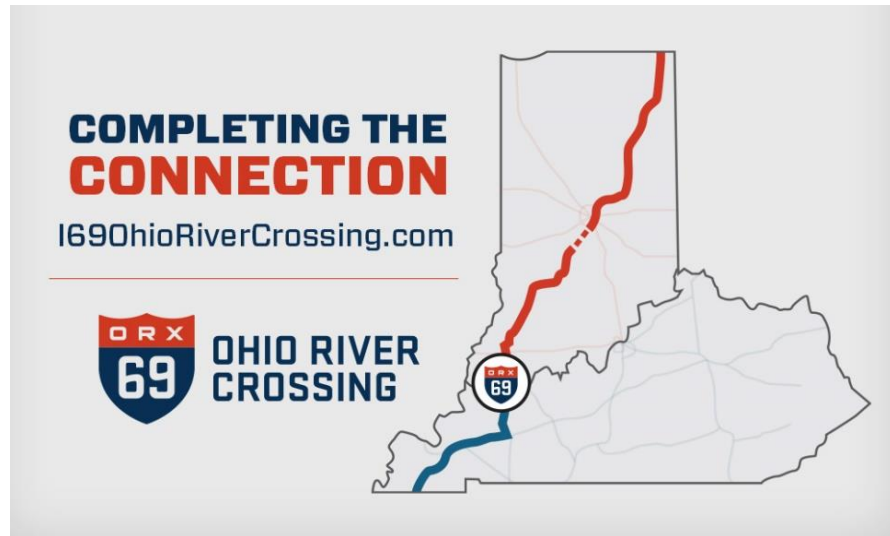 COMPLETING THE
CONNECTION
I69OhioRiverCrossing.com
ORX
69
OHIO RIVER
CROSSING
ORX
69